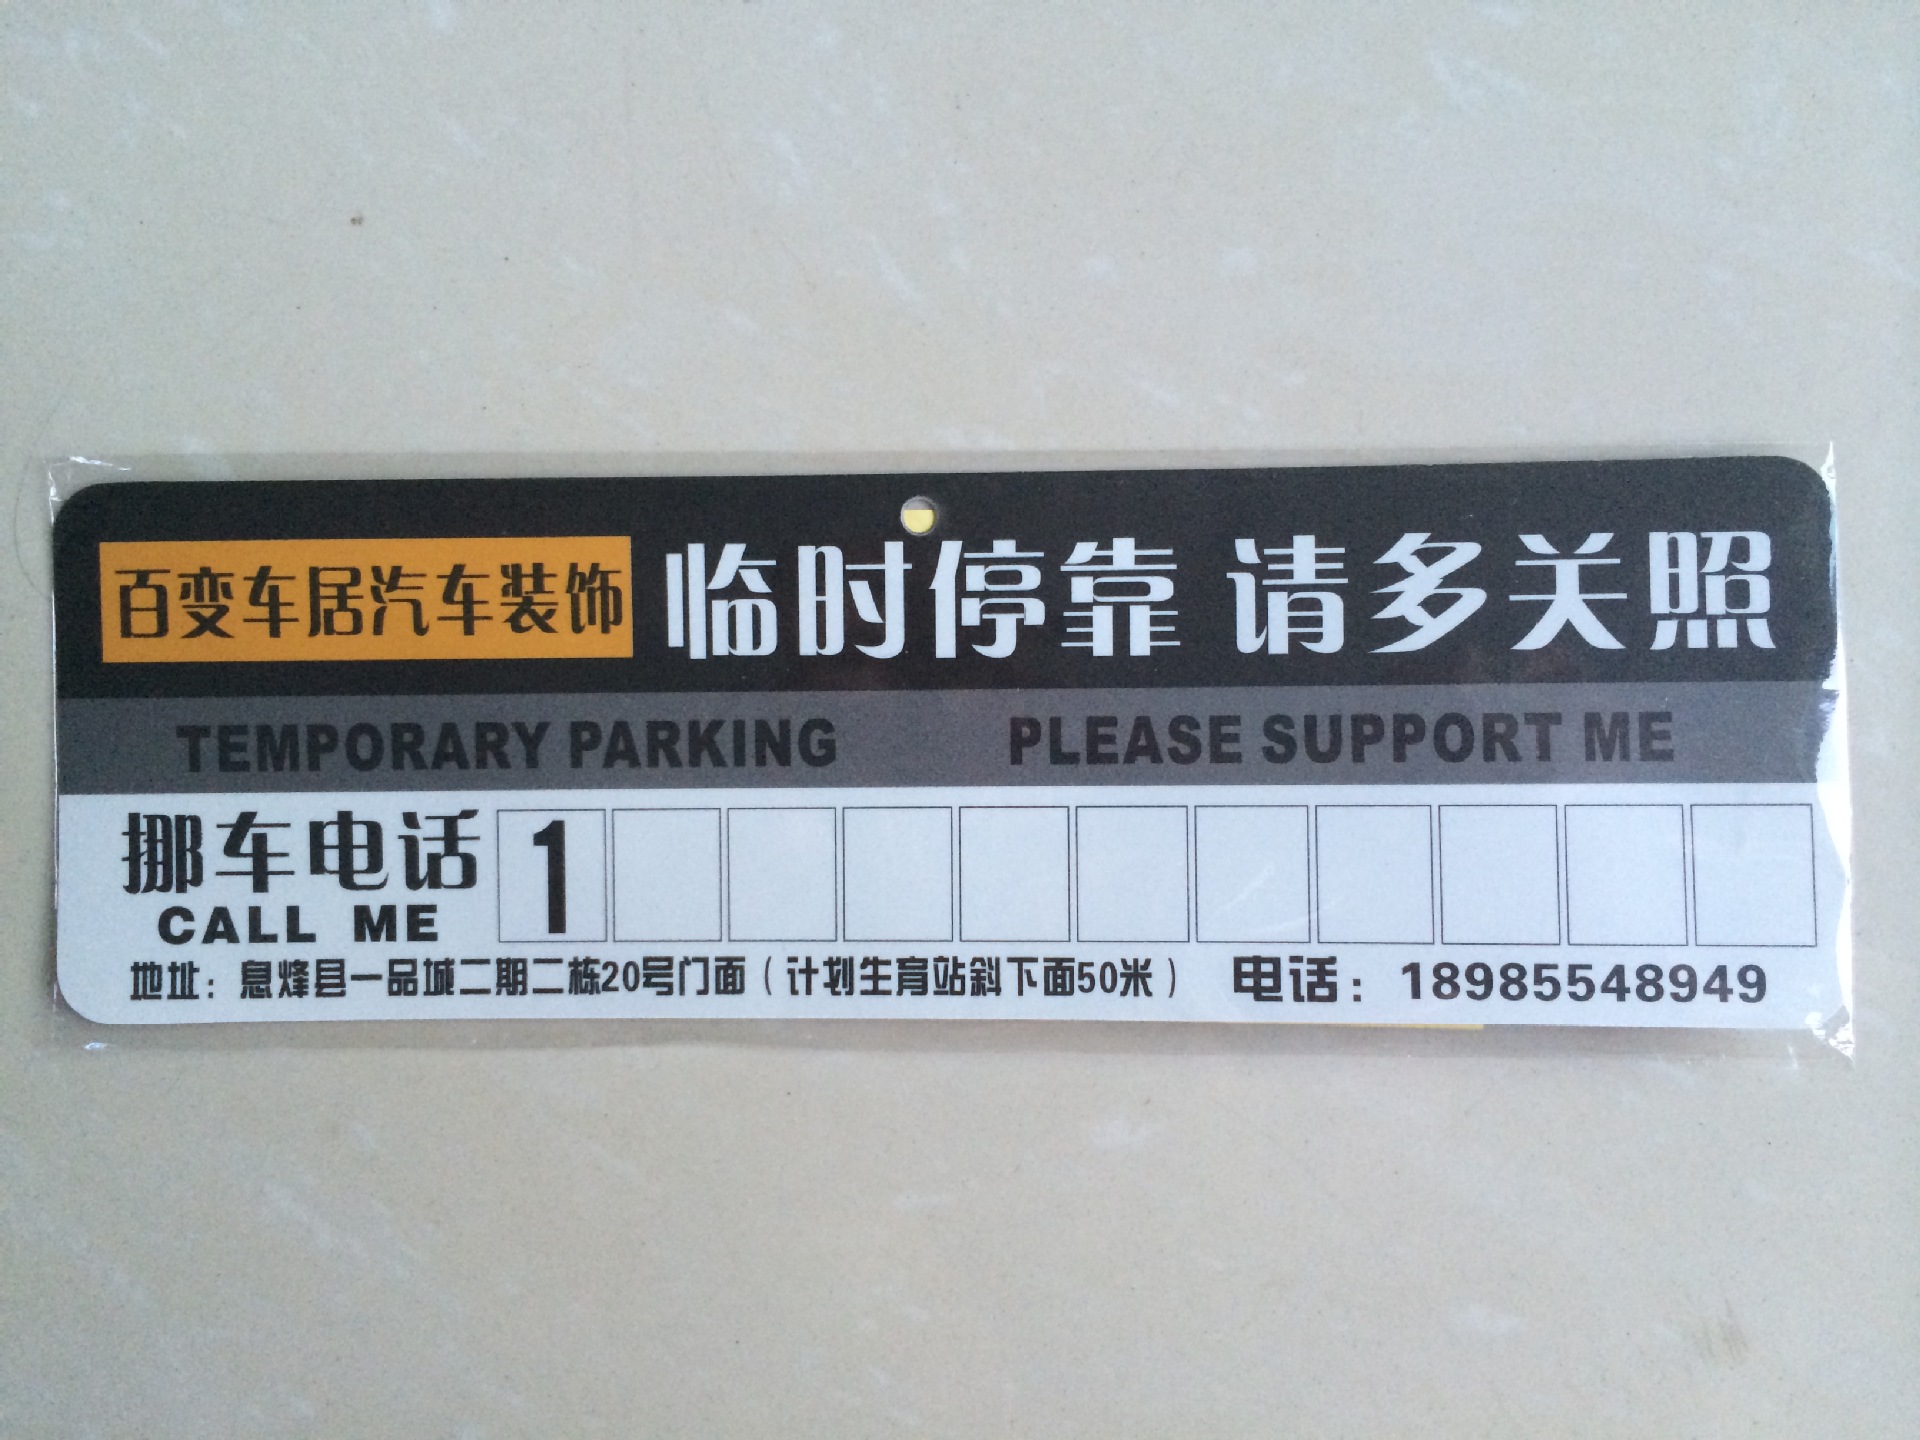 百变车居汽车装饰 临时停靠 请多关照
TEMPORARY PARKING PLEASE SUPPORT ME
挪车电话 1
CALL ME
地址：息烽县一品城二期二栋20号门面（计划生育站斜下面50米） 电话：18985548949